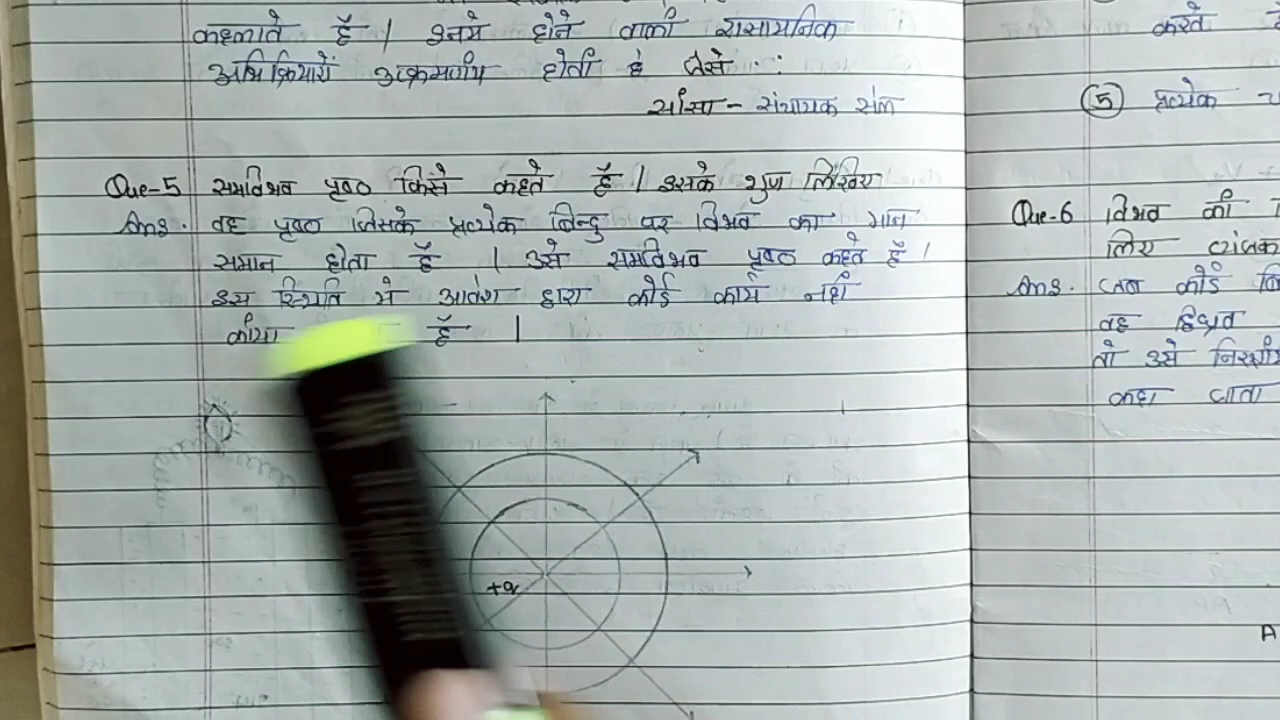 कहलाते हैं | इनमे होने वाली रासायनिक
अभिक्रियायें उत्क्रमणीय होती है जैसे :
सीसा - संचायक सेल
Que-5 समविभव पृष्ठ किसे कहते हैं | इसके गुण लिखिए
Ans. वह पृष्ठ जिसके प्रत्येक बिन्दु पर विभव का मान
समान होता हैं | उसे समविभव पृष्ठ कहते हैं |
इस स्थिति मे आवेश द्वारा कोई कार्य नहीं
कीया हैं |
+q
करते
(5) प्रत्येक
Que-6 विभव की
लिए व्यंजक
Ans. जब कोई
वह द्विध्रुव
तो उसे
कहा जाता
A